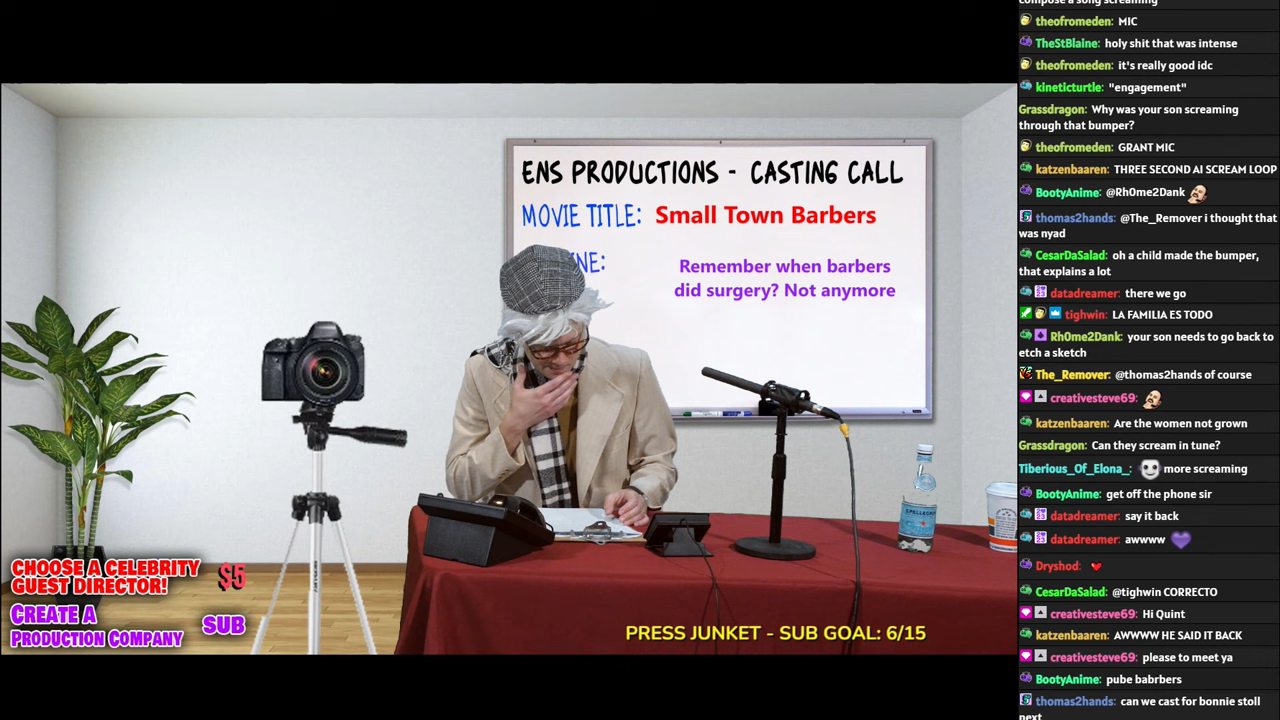 ENS PRODUCTIONS - CASTING CALL
MOVIE TITLE: Small Town Barbers
Remember when barbers
did surgery? Not anymore
S.PELLEGRINO
CHOOSE A CELEBRITY
GUEST DIRECTOR! $5
CREATE A
PRODUCTION COMPANY SUB
PRESS JUNKET - SUB GOAL: 6/15
compose a song screaming
theofromeden: MIC
TheStBlaine: holy shit that was intense
theofromeden: it's really good idc
kineticturtle: "engagement"
Grassdragon: Why was your son screaming
through that bumper?
theofromeden: GRANT MIC
katzenbaaren: THREE SECOND AI SCREAM LOOP
BootyAnime: @Rh0me2Dank
thomas2hands: @The_Remover i thought that
was nyad
CesarDaSalad: oh a child made the bumper,
that explains a lot
datadreamer: there we go
tighwin: LA FAMILIA ES TODO
Rh0me2Dank: your son needs to go back to
etch a sketch
The_Remover: @thomas2hands of course
creativesteve69:
katzenbaaren: Are the women not grown
Grassdragon: Can they scream in tune?
Tiberious_Of_Elona_: more screaming
BootyAnime: get off the phone sir
datadreamer: say it back
datadreamer: awwww
Dryshod:
CesarDaSalad: @tighwin CORRECTO
creativesteve69: Hi Quint
katzenbaaren: AWWWW HE SAID IT BACK
creativesteve69: please to meet ya
BootyAnime: pube babrbers
thomas2hands: can we cast for bonnie stoll
next